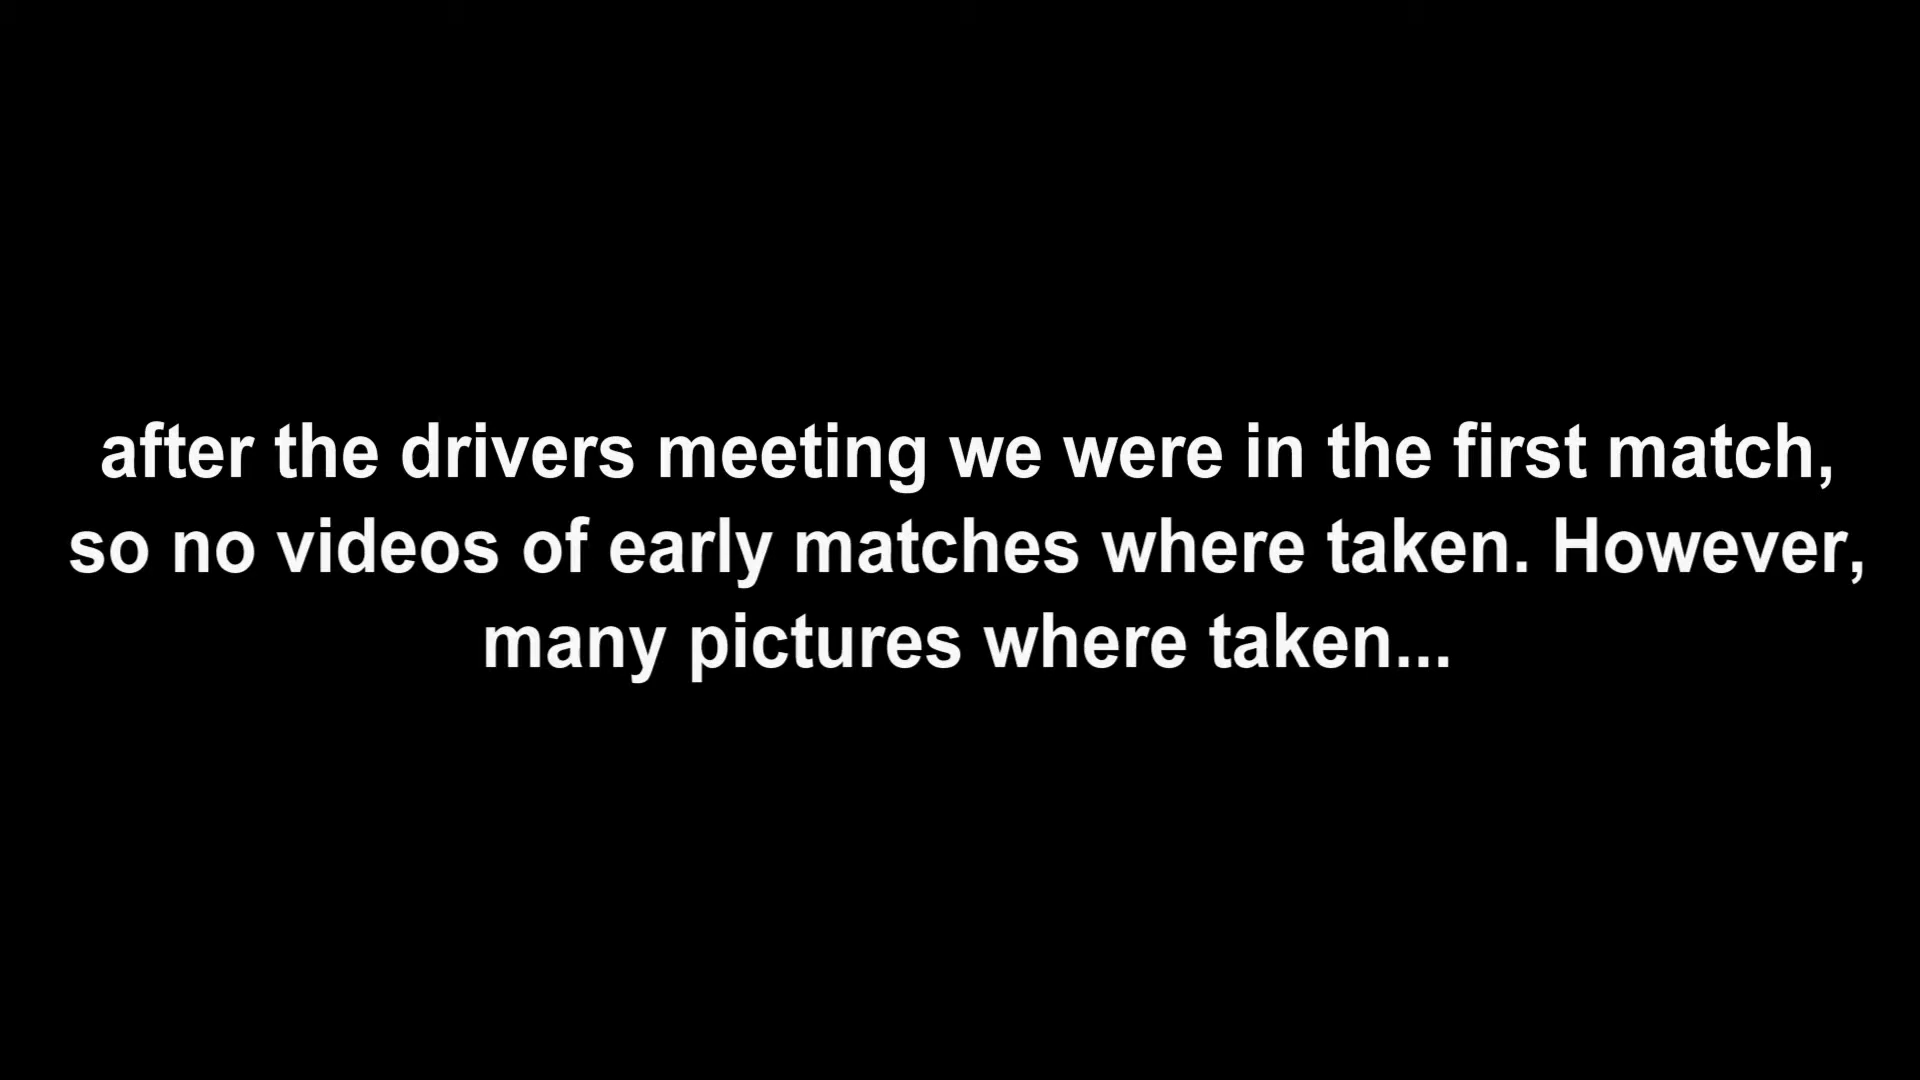 after the drivers meeting we were in the first match,
so no videos of early matches where taken. However,
many pictures where taken...